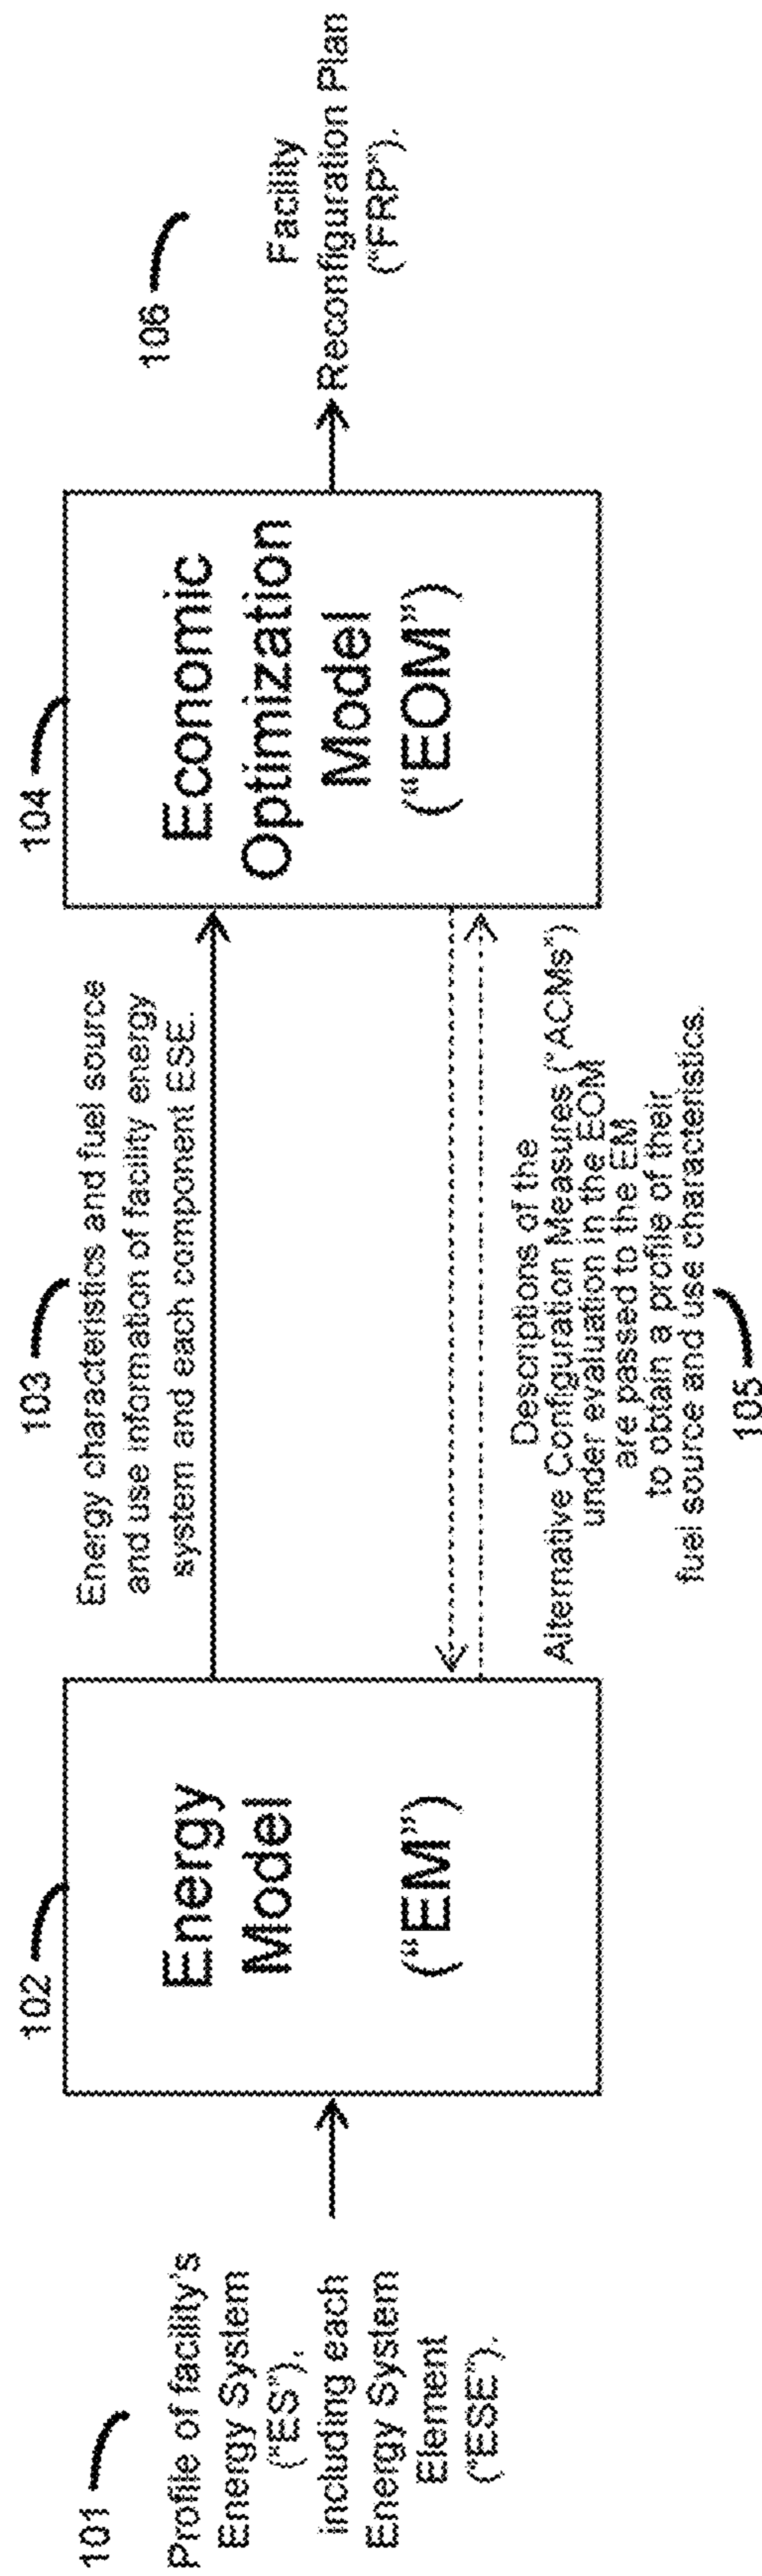 101
Profile of facility's
Energy System
("ES"),
including each
Energy System
Element
("ESE").
102
Energy
Model
("EM")
103
Energy characteristics and fuel source
and use information of facility energy
system and each component ESE.
Descriptions of the
Alternative Configuration Measures ("ACMs")
under evaluation in the EOM
are passed to the EM
to obtain a profile of their
fuel source and use characteristics.
105
104
Economic
Optimization
Model
("EOM")
106
Facility
Reconfiguration Plan
("FRP").